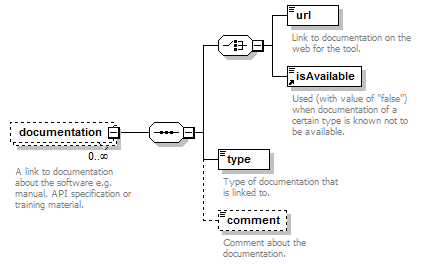 url
Link to documentation on the
web for the tool.
isAvailable
Used (with value of "false")
when documentation of a
certain type is known not to
be available.
documentation
0..∞
A link to documentation
about the software e.g.
manual, API specification or
training material.
type
Type of documentation that
is linked to.
comment
Comment about the
documentation.